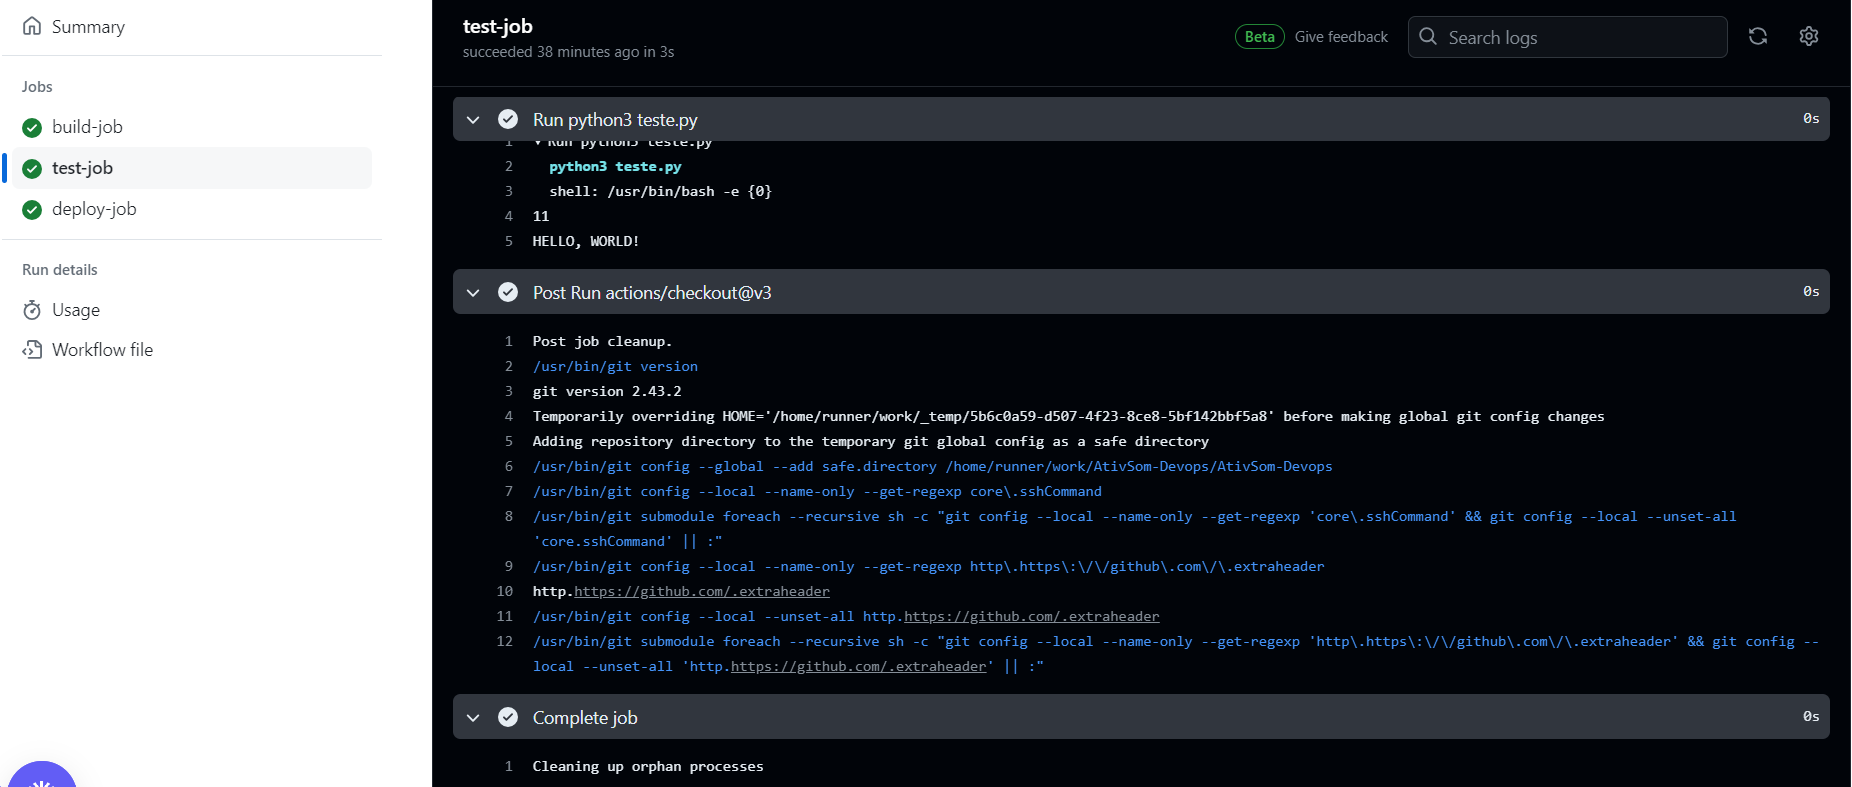 Summary
Jobs
build-job
test-job
deploy-job
Run details
Usage
Workflow file
test-job
succeeded 38 minutes ago in 3s
Beta Give feedback
Search logs
Run python3 teste.py 0s
1 Run python3 teste.py
2 python3 teste.py
3 shell: /usr/bin/bash -e {0}
4 11
5 HELLO, WORLD!
Post Run actions/checkout@v3 0s
1 Post job cleanup.
2 /usr/bin/git version
3 git version 2.43.2
4 Temporarily overriding HOME='/home/runner/work/_temp/5b6c0a59-d507-4f23-8ce8-5bf142bbf5a8' before making global git config changes
5 Adding repository directory to the temporary git global config as a safe directory
6 /usr/bin/git config --global --add safe.directory /home/runner/work/AtivSom-Devops/AtivSom-Devops
7 /usr/bin/git config --local --name-only --get-regexp core\.sshCommand
8 /usr/bin/git submodule foreach --recursive sh -c "git config --local --name-only --get-regexp 'core\.sshCommand' && git config --local --unset-all
'core.sshCommand' || :"
9 /usr/bin/git config --local --name-only --get-regexp http\.https\:\/\/github\.com\/\.extraheader
10 http.https://github.com/.extraheader
11 /usr/bin/git config --local --unset-all http.https://github.com/.extraheader
12 /usr/bin/git submodule foreach --recursive sh -c "git config --local --name-only --get-regexp 'http\.https\:\/\/github\.com\/\.extraheader' && git config --
local --unset-all 'http.https://github.com/.extraheader' || :"
Complete job 0s
1 Cleaning up orphan processes